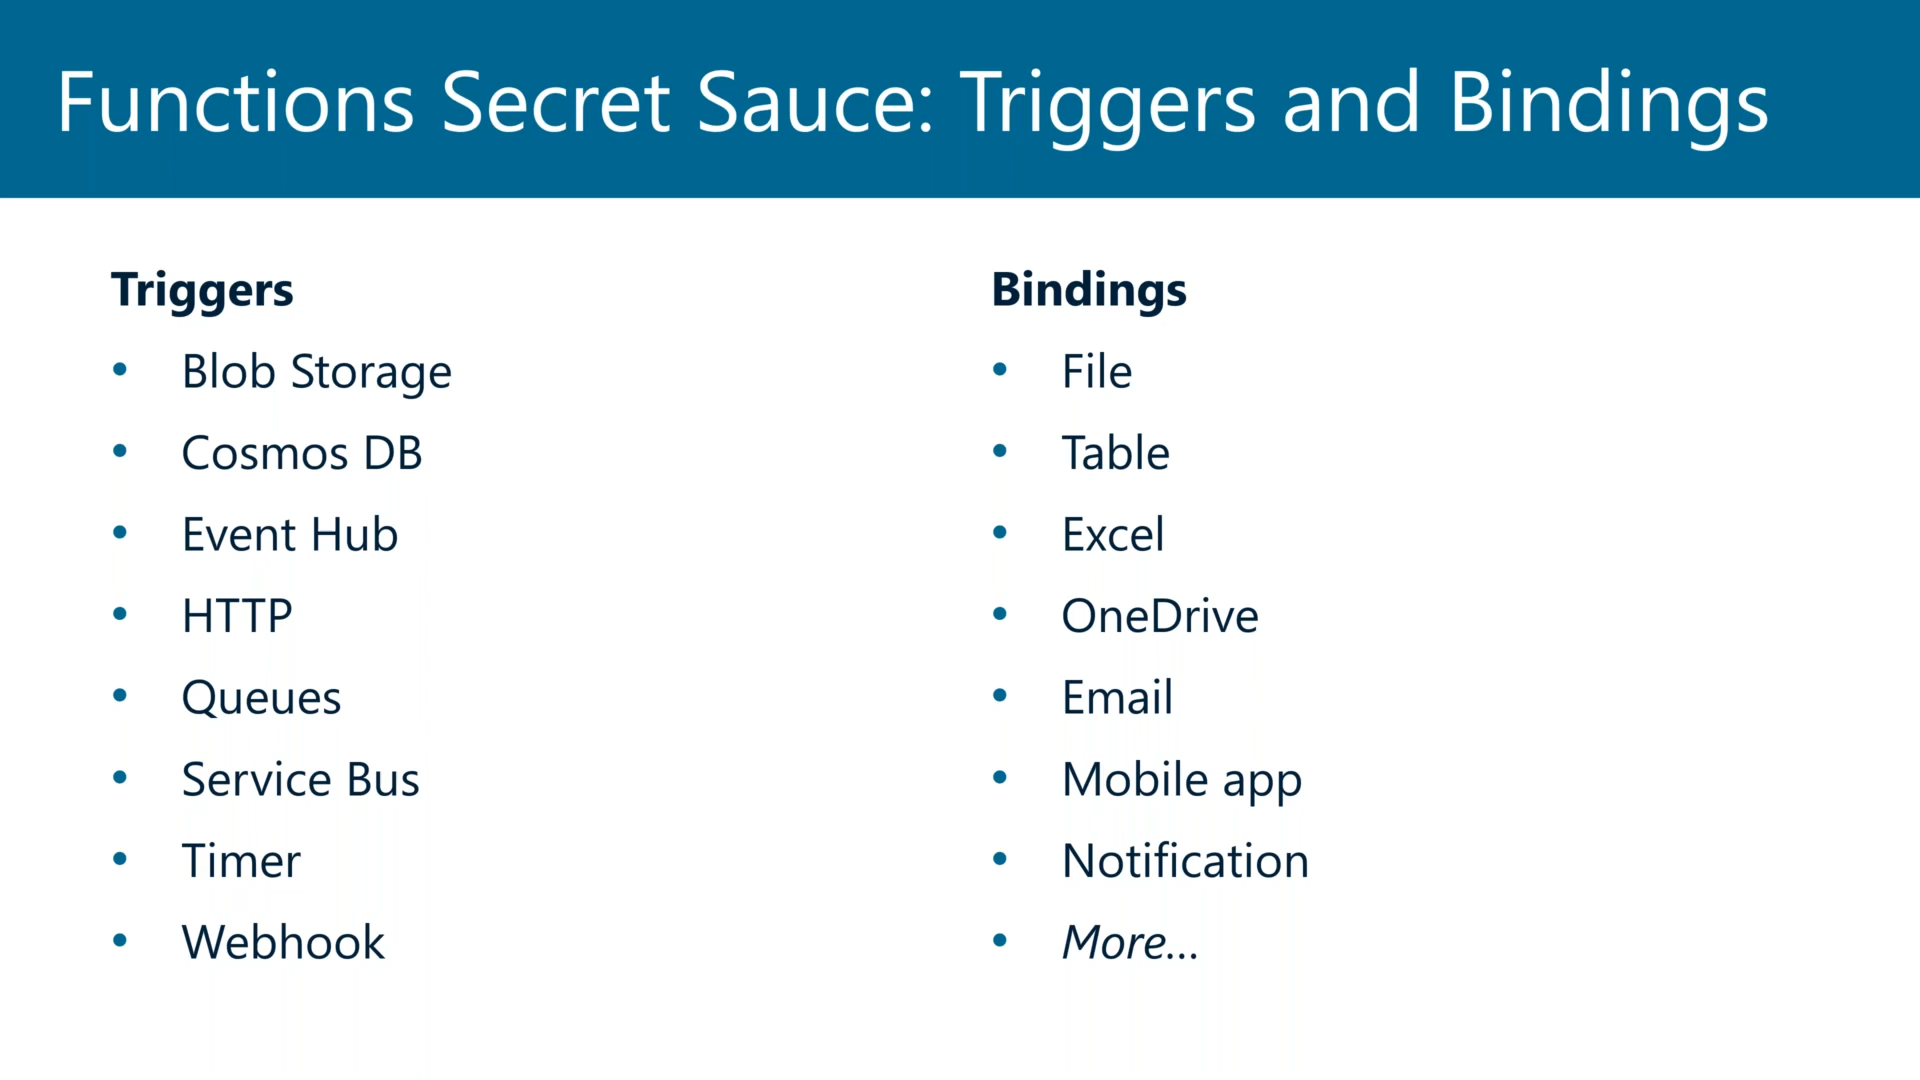 Functions Secret Sauce: Triggers and Bindings
Triggers
• Blob Storage
• Cosmos DB
• Event Hub
• HTTP
• Queues
• Service Bus
• Timer
• Webhook
Bindings
• File
• Table
• Excel
• OneDrive
• Email
• Mobile app
• Notification
• More...